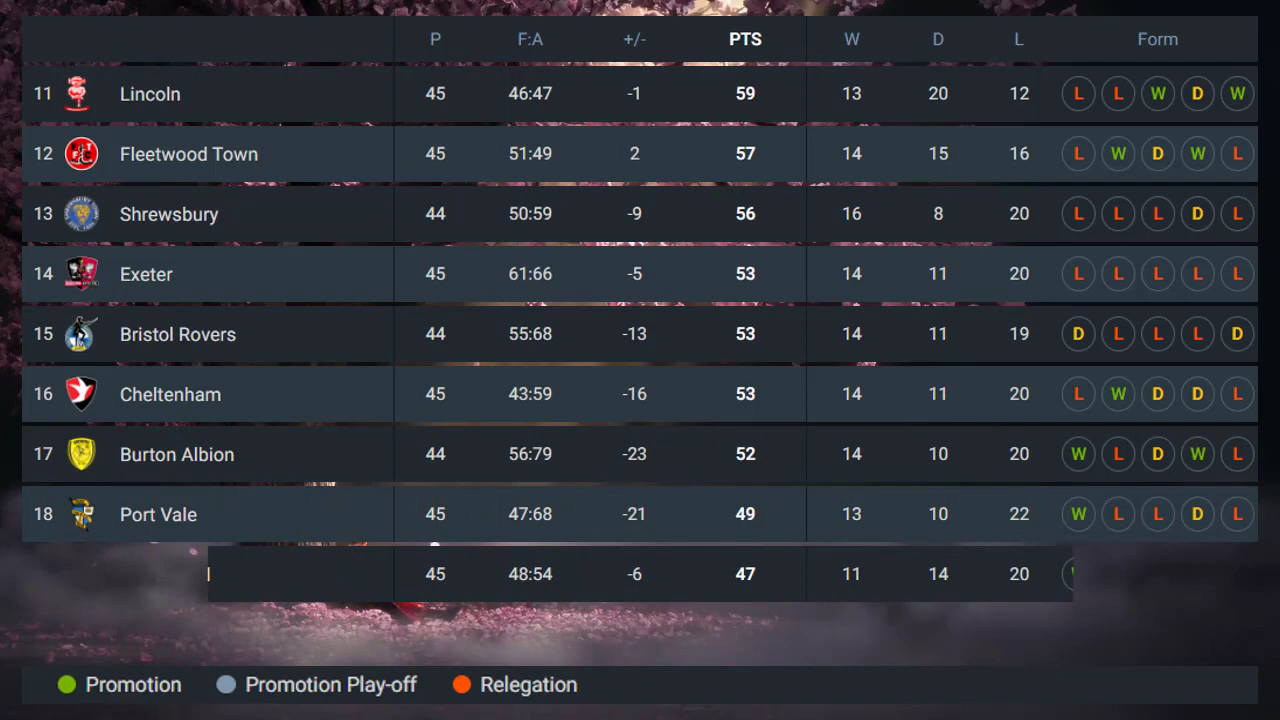 P F:A +/- PTS W D L Form
11 Lincoln 45 46:47 -1 59 13 20 12 L L W D W
12 Fleetwood Town 45 51:49 2 57 14 15 16 L W D W L
13 Shrewsbury 44 50:59 -9 56 16 8 20 L L L D L
14 Exeter 45 61:66 -5 53 14 11 20 L L L L L
15 Bristol Rovers 44 55:68 -13 53 14 11 19 D L L L D
16 Cheltenham 45 43:59 -16 53 14 11 20 L W D D L
17 Burton Albion 44 56:79 -23 52 14 10 20 W L D W L
18 Port Vale 45 47:68 -21 49 13 10 22 W L L D L
45 48:54 -6 47 11 14 20
Promotion Promotion Play-off Relegation